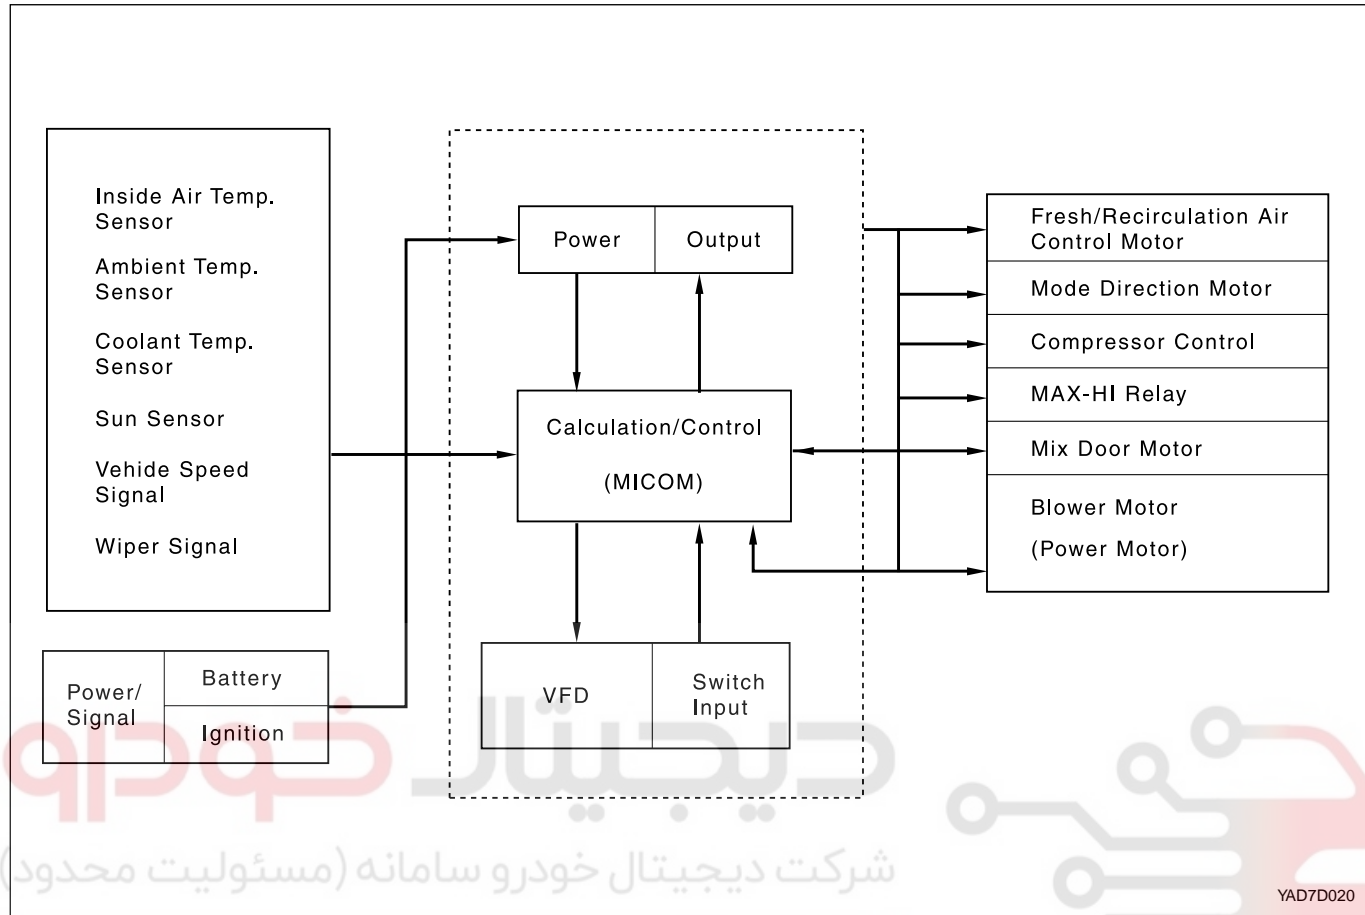 Inside Air Temp.
Sensor
Ambient Temp.
Sensor
Coolant Temp.
Sensor
Sun Sensor
Vehide Speed
Signal
Wiper Signal
Power/
Signal
Battery
Ignition
Power
Output
Calculation/Control
(MICOM)
VFD
Switch
Input
Fresh/Recirculation Air
Control Motor
Mode Direction Motor
Compressor Control
MAX-HI Relay
Mix Door Motor
Blower Motor
(Power Motor)
دیجیتال خودرو
شرکت دیجیتال خودرو سامانه (مسئولیت محدود)
YAD7D020